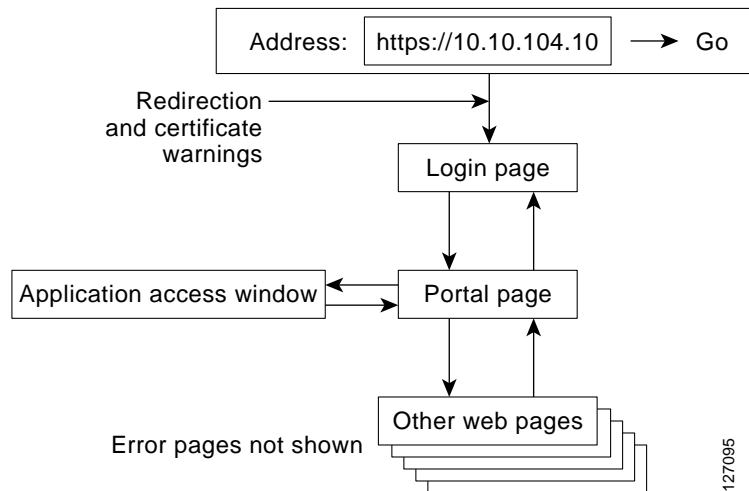 Address: https://10.10.104.10 Go
Redirection
and certificate
warnings
Login page
Application access window
Portal page
Other web pages
Error pages not shown
127095